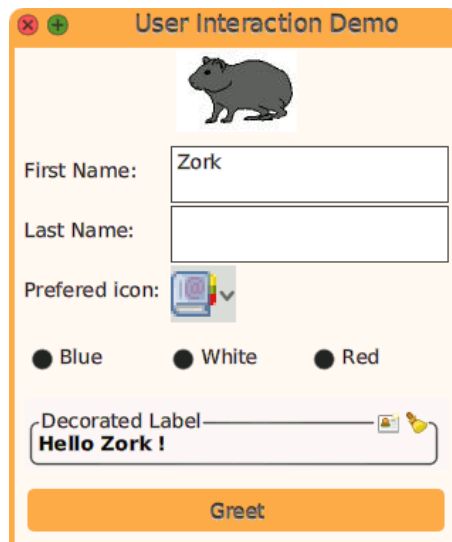 User Interaction Demo
First Name: Zork
Last Name:
Prefered icon:
Blue White Red
Decorated Label
Hello Zork !
Greet